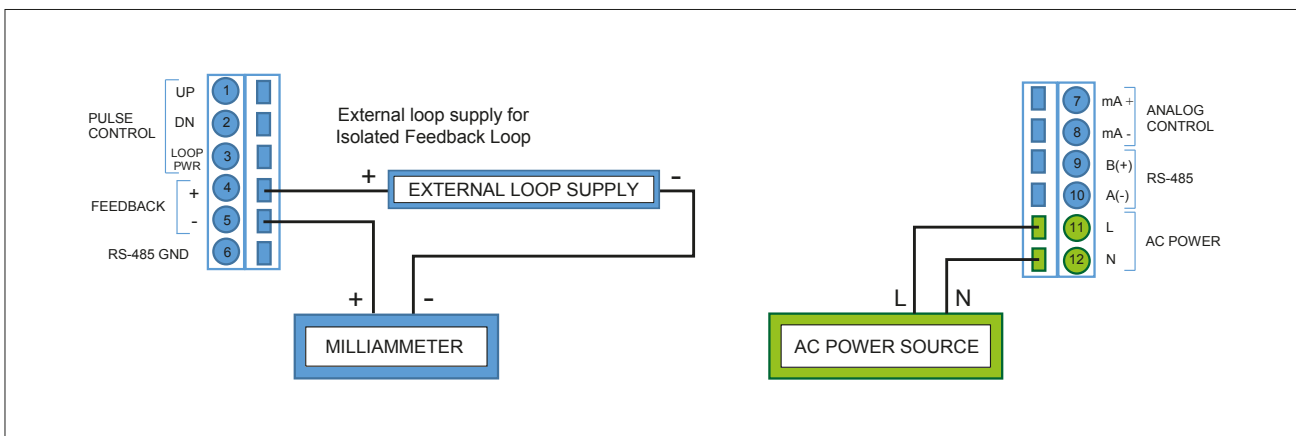 UP
1
PULSE
CONTROL
DN
2
LOOP
PWR
3
+
4
FEEDBACK
-
5
RS-485 GND
6
External loop supply for
Isolated Feedback Loop
+
EXTERNAL LOOP SUPPLY
-
+
-
MILLIAMMETER
7
mA +
ANALOG
CONTROL
8
mA -
9
B(+)
RS-485
10
A(-)
11
L
AC POWER
12
N
L
N
AC POWER SOURCE